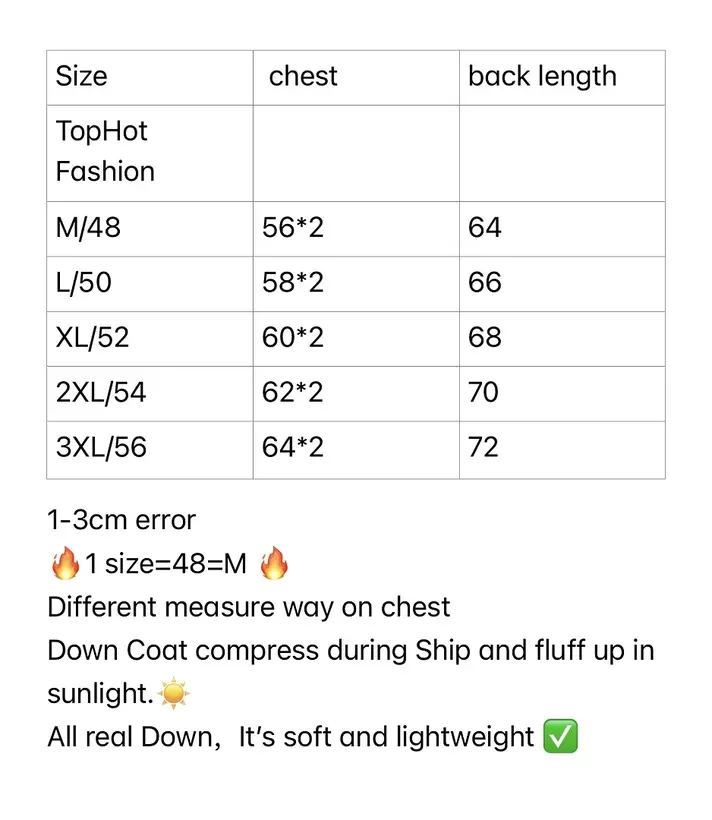 Size chest back length
TopHot
Fashion
M/48 56*2 64
L/50 58*2 66
XL/52 60*2 68
2XL/54 62*2 70
3XL/56 64*2 72
1-3cm error
🔥1 size=48=M 🔥
Different measure way on chest
Down Coat compress during Ship and fluff up in
sunlight.☀️
All real Down，It’s soft and lightweight ✅